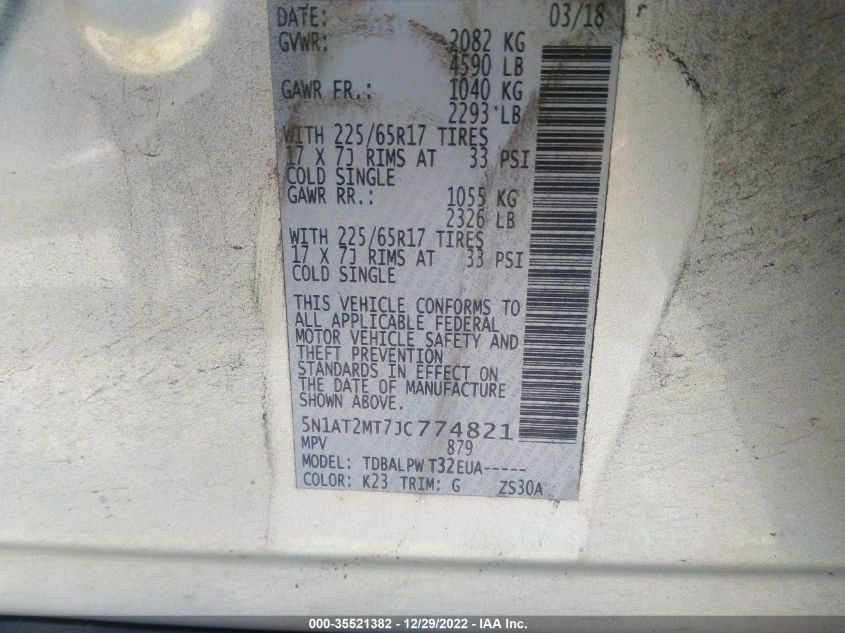 DATE: 03/18
GVWR: 2082 KG
4590 LB
GAWR FR.: 1040 KG
2293 LB
WITH 225/65R17 TIRES
17 X 7J RIMS AT 33 PSI
COLD SINGLE
GAWR RR.: 1055 KG
2326 LB
WITH 225/65R17 TIRES
17 X 7J RIMS AT 33 PSI
COLD SINGLE
THIS VEHICLE CONFORMS TO
ALL APPLICABLE FEDERAL
MOTOR VEHICLE SAFETY AND
THEFT PREVENTION
STANDARDS IN EFFECT ON
THE DATE OF MANUFACTURE
SHOWN ABOVE.
5N1AT2MT7JC774821
MPV 879
MODEL: TDBALPW T32EUA-----
COLOR: K23 TRIM: G ZS30A
000-35521382 - 12/29/2022 - IAA Inc.